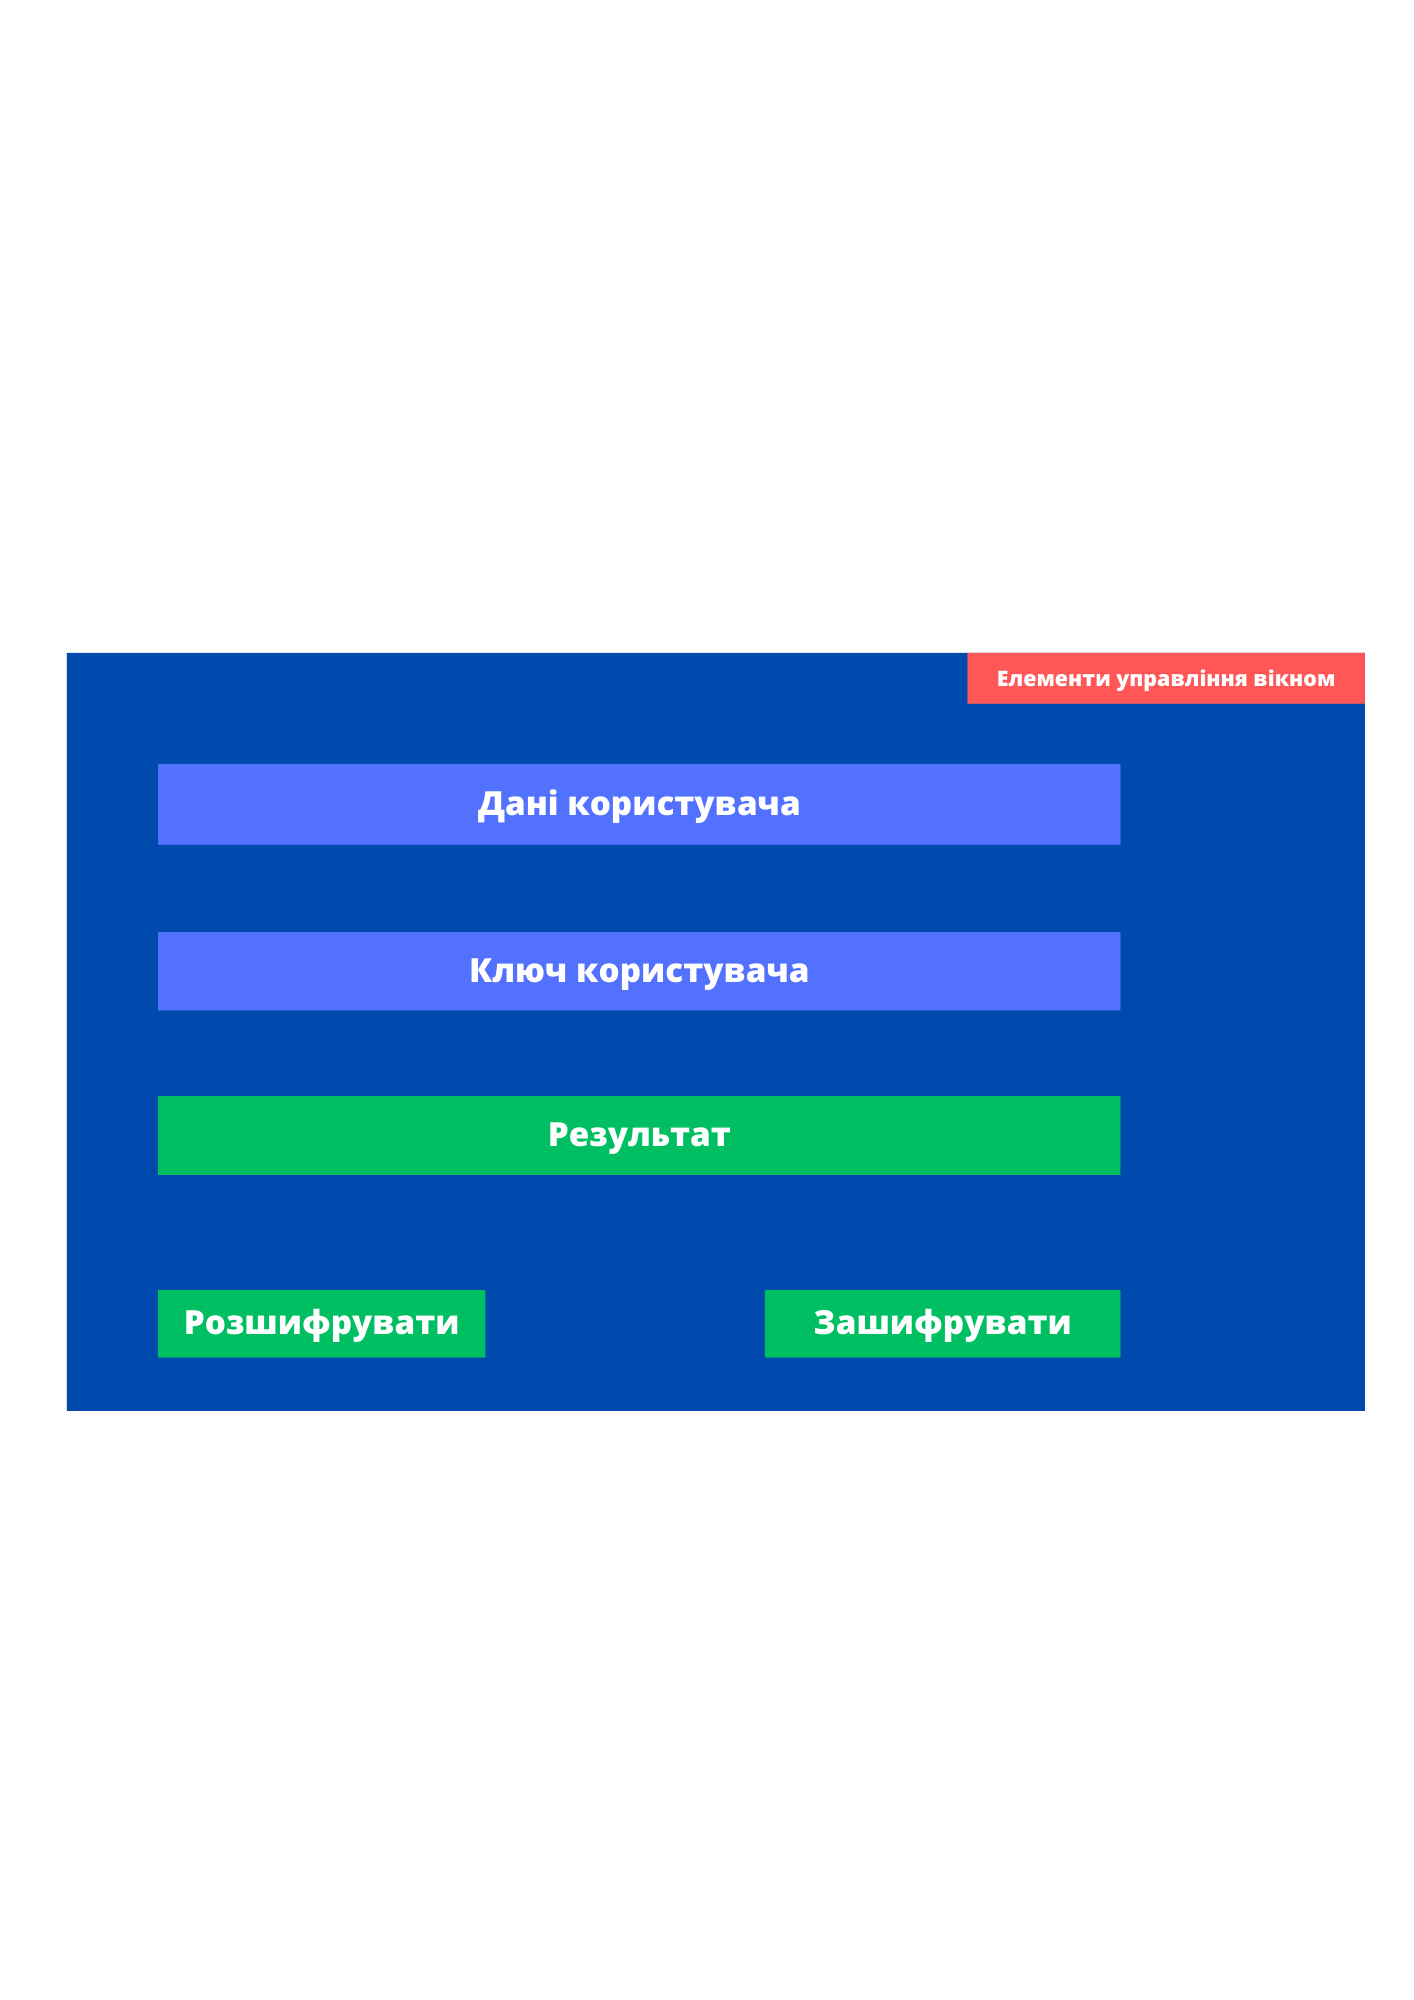 Елементи управління вікном
Дані користувача
Ключ користувача
Результат
Розшифрувати
Зашифрувати